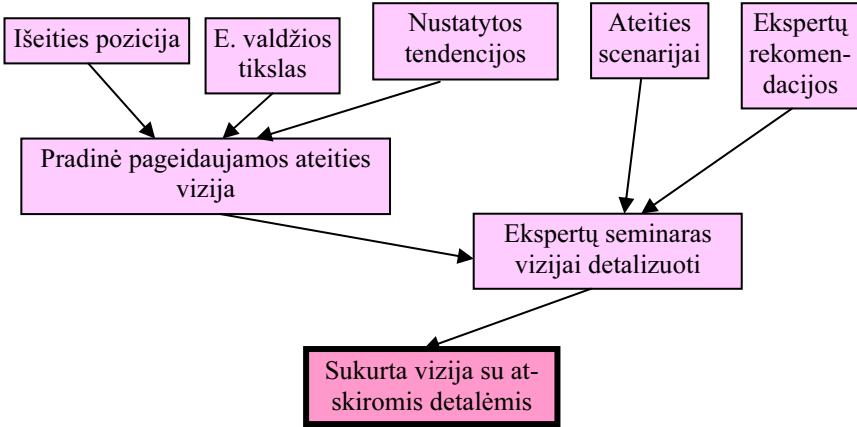 Išeities pozicija
E. valdžios
tikslas
Nustatytos
tendencijos
Ateities
scenarijai
Ekspertų
rekomen-
dacijos
Pradinė pageidaujamos ateities
vizija
Ekspertų seminaras
vizijai detalizuoti
Sukurta vizija su at-
skiromis detalėmis